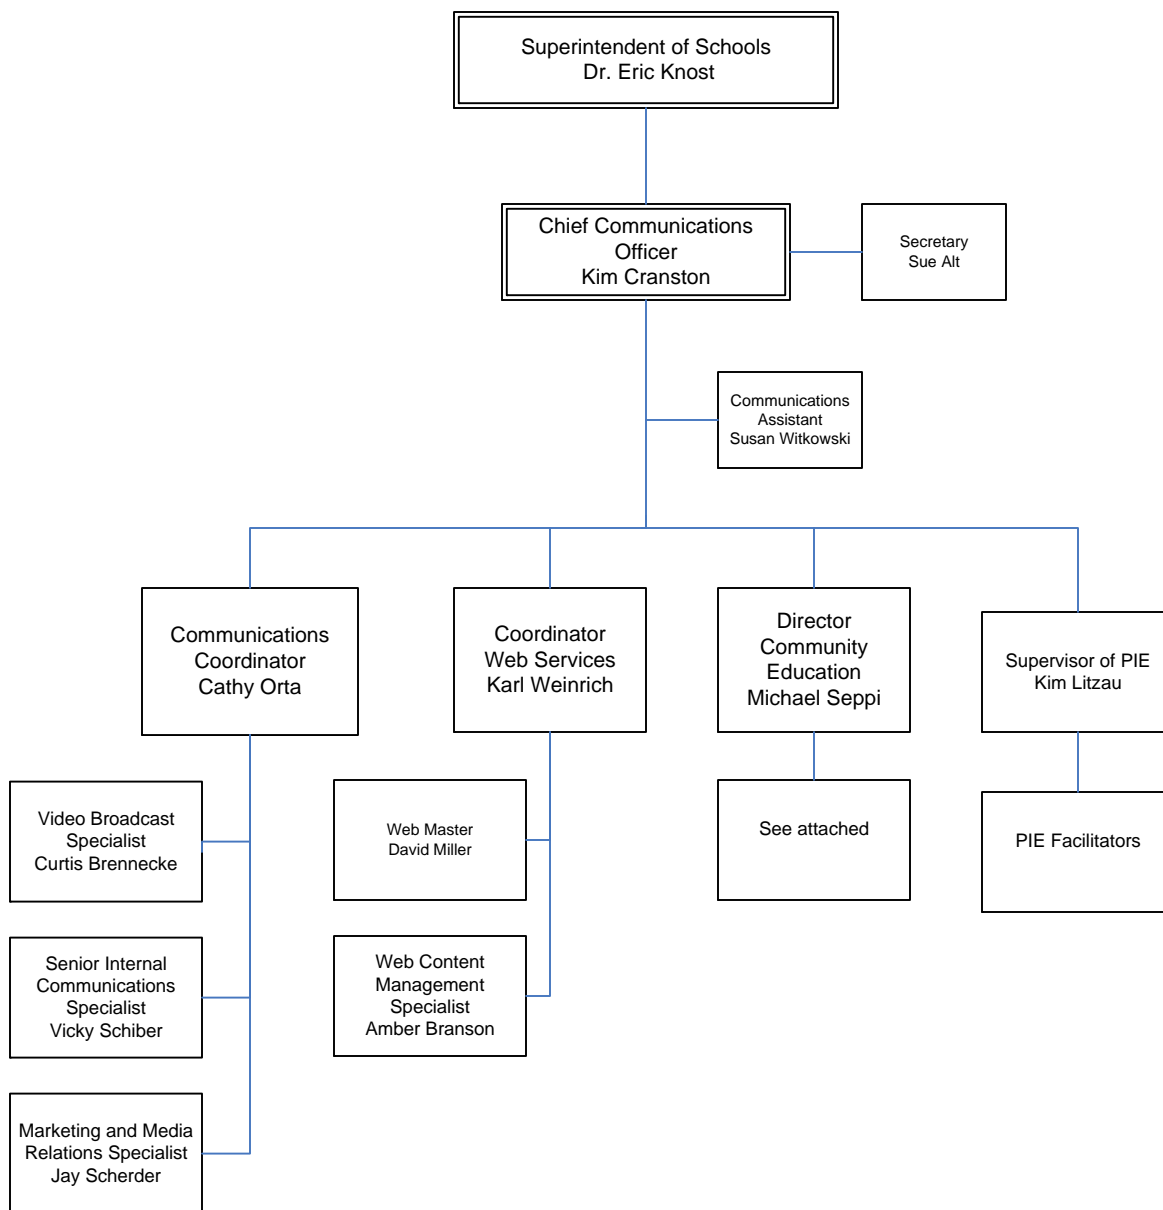 Superintendent of Schools
Dr. Eric Knost
Chief Communications
Officer
Kim Cranston
Secretary
Sue Alt
Communications
Assistant
Susan Witkowski
Communications
Coordinator
Cathy Orta
Coordinator
Web Services
Karl Weinrich
Director
Community
Education
Michael Seppi
Supervisor of PIE
Kim Litzau
Video Broadcast
Specialist
Curtis Brennecke
Web Master
David Miller
See attached
PIE Facilitators
Senior Internal
Communications
Specialist
Vicky Schiber
Web Content
Management
Specialist
Amber Branson
Marketing and Media
Relations Specialist
Jay Scherder